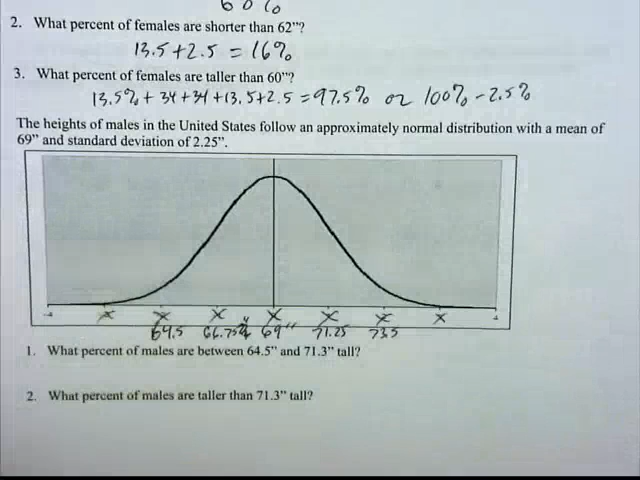 60%
2. What percent of females are shorter than 62"?
13.5 + 2.5 = 16%
3. What percent of females are taller than 60"?
13.5% + 34 + 34 + 13.5 + 2.5 = 97.5% or 100% - 2.5%
The heights of males in the United States follow an approximately normal distribution with a mean of
69" and standard deviation of 2.25".
-4 4
64.5 66.75" 69" 71.25 73.5
1. What percent of males are between 64.5" and 71.3" tall?
2. What percent of males are taller than 71.3" tall?